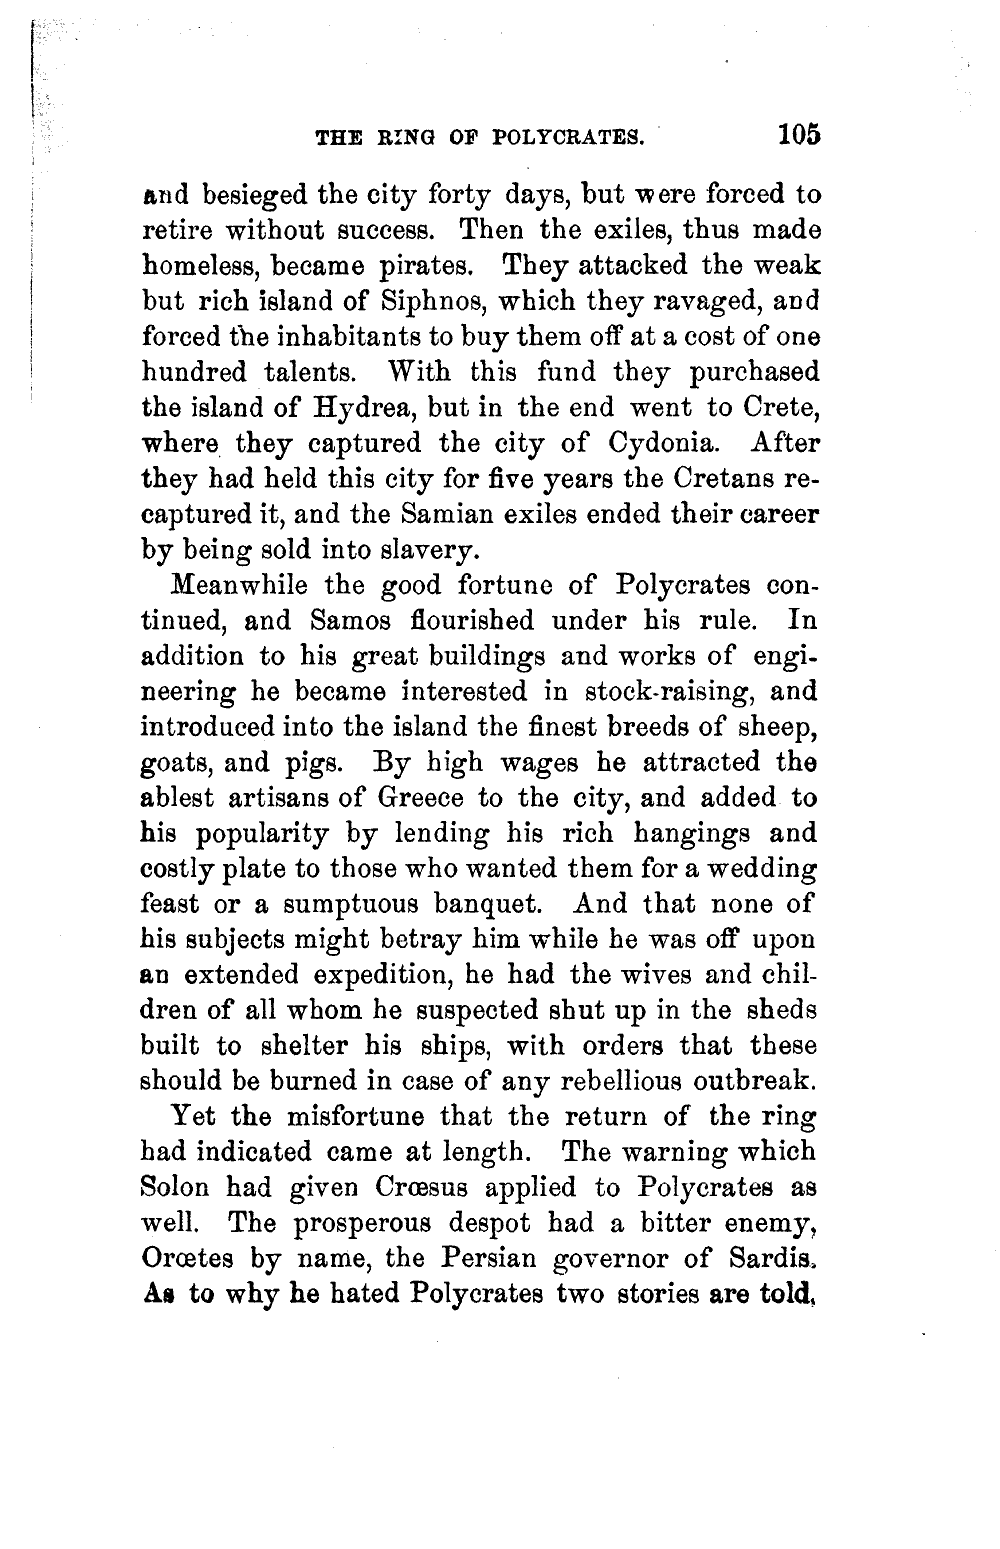 THE RING OF POLYCRATES. 105
and besieged the city forty days, but were forced to
retire without success. Then the exiles, thus made
homeless, became pirates. They attacked the weak
but rich island of Siphnos, which they ravaged, and
forced the inhabitants to buy them off at a cost of one
hundred talents. With this fund they purchased
the island of Hydrea, but in the end went to Crete,
where they captured the city of Cydonia. After
they had held this city for five years the Cretans re-
captured it, and the Samian exiles ended their career
by being sold into slavery.
Meanwhile the good fortune of Polycrates con-
tinued, and Samos flourished under his rule. In
addition to his great buildings and works of engi-
neering he became interested in stock-raising, and
introduced into the island the finest breeds of sheep,
goats, and pigs. By high wages he attracted the
ablest artisans of Greece to the city, and added to
his popularity by lending his rich hangings and
costly plate to those who wanted them for a wedding
feast or a sumptuous banquet. And that none of
his subjects might betray him while he was off upon
an extended expedition, he had the wives and chil-
dren of all whom he suspected shut up in the sheds
built to shelter his ships, with orders that these
should be burned in case of any rebellious outbreak.
Yet the misfortune that the return of the ring
had indicated came at length. The warning which
Solon had given Crœsus applied to Polycrates as
well. The prosperous despot had a bitter enemy,
Orœtes by name, the Persian governor of Sardis.
As to why he hated Polycrates two stories are told,